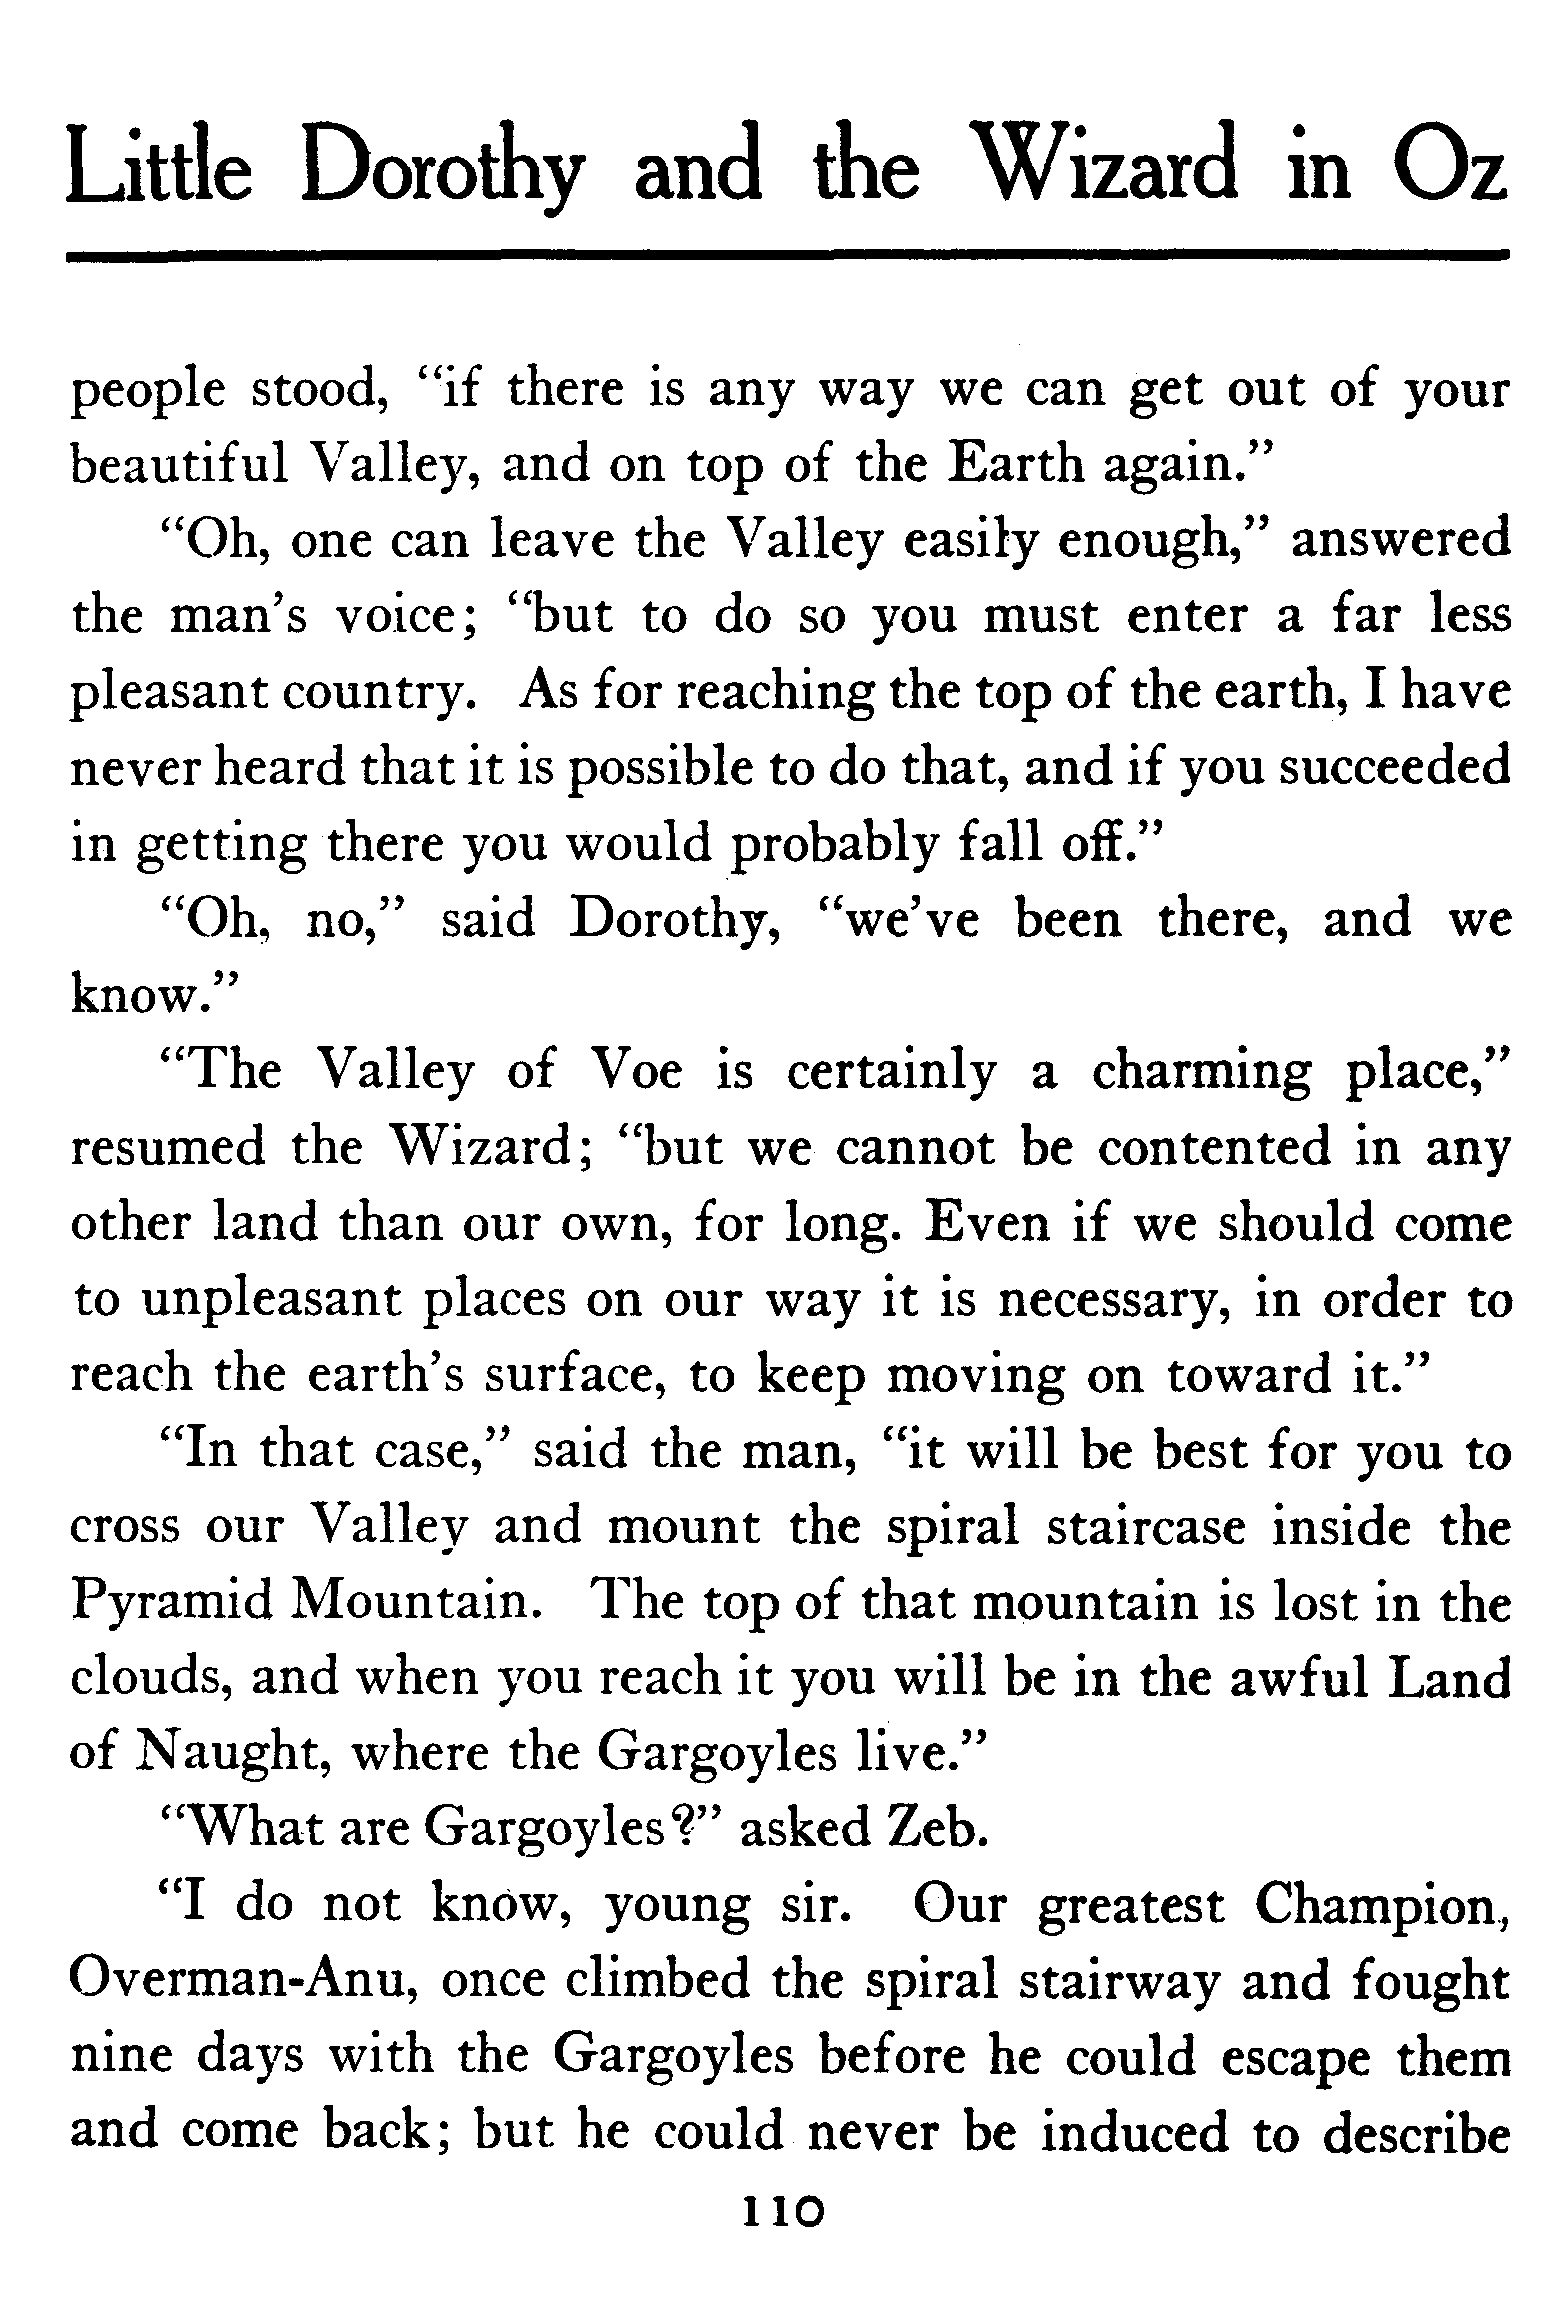 Little Dorothy and the Wizard in Oz
people stood, “if there is any way we can get out of your
beautiful Valley, and on top of the Earth again.”
“Oh, one can leave the Valley easily enough,” answered
the man’s voice; “but to do so you must enter a far less
pleasant country. As for reaching the top of the earth, I have
never heard that it is possible to do that, and if you succeeded
in getting there you would probably fall off.”
“Oh, no,” said Dorothy, “we’ve been there, and we
know.”
“The Valley of Voe is certainly a charming place,”
resumed the Wizard; “but we cannot be contented in any
other land than our own, for long. Even if we should come
to unpleasant places on our way it is necessary, in order to
reach the earth’s surface, to keep moving on toward it.”
“In that case,” said the man, “it will be best for you to
cross our Valley and mount the spiral staircase inside the
Pyramid Mountain. The top of that mountain is lost in the
clouds, and when you reach it you will be in the awful Land
of Naught, where the Gargoyles live.”
“What are Gargoyles?” asked Zeb.
“I do not know, young sir. Our greatest Champion,
Overman-Anu, once climbed the spiral stairway and fought
nine days with the Gargoyles before he could escape them
and come back; but he could never be induced to describe
110